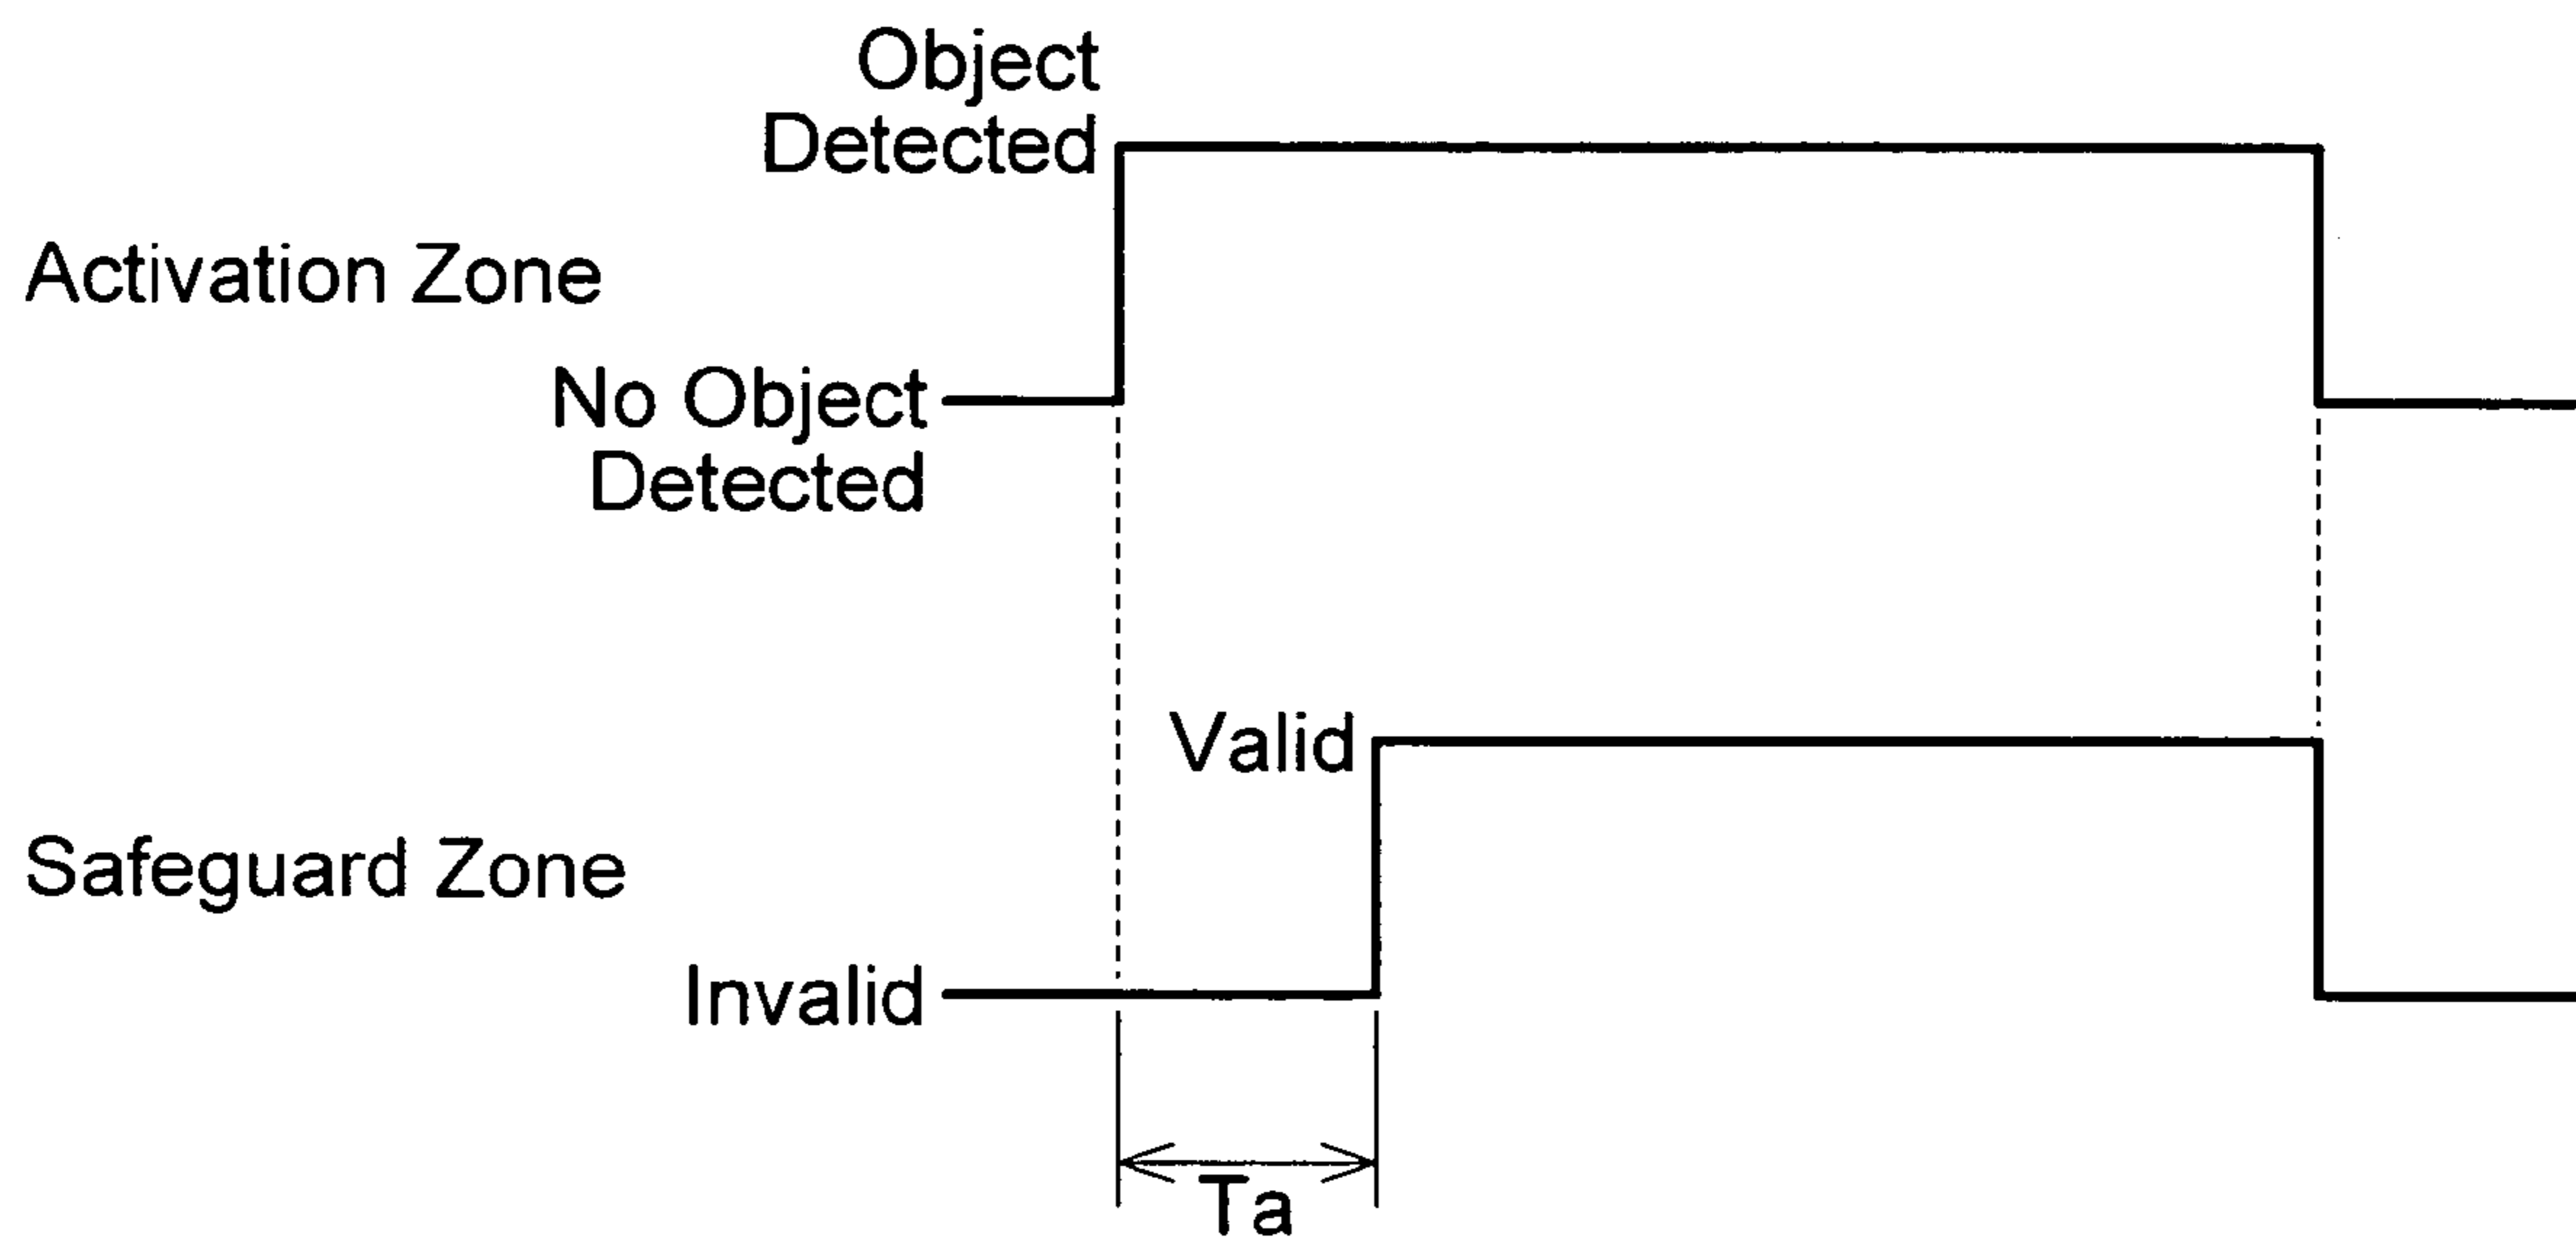 Object
Detected
Activation Zone
No Object
Detected
Valid
Safeguard Zone
Invalid
Ta